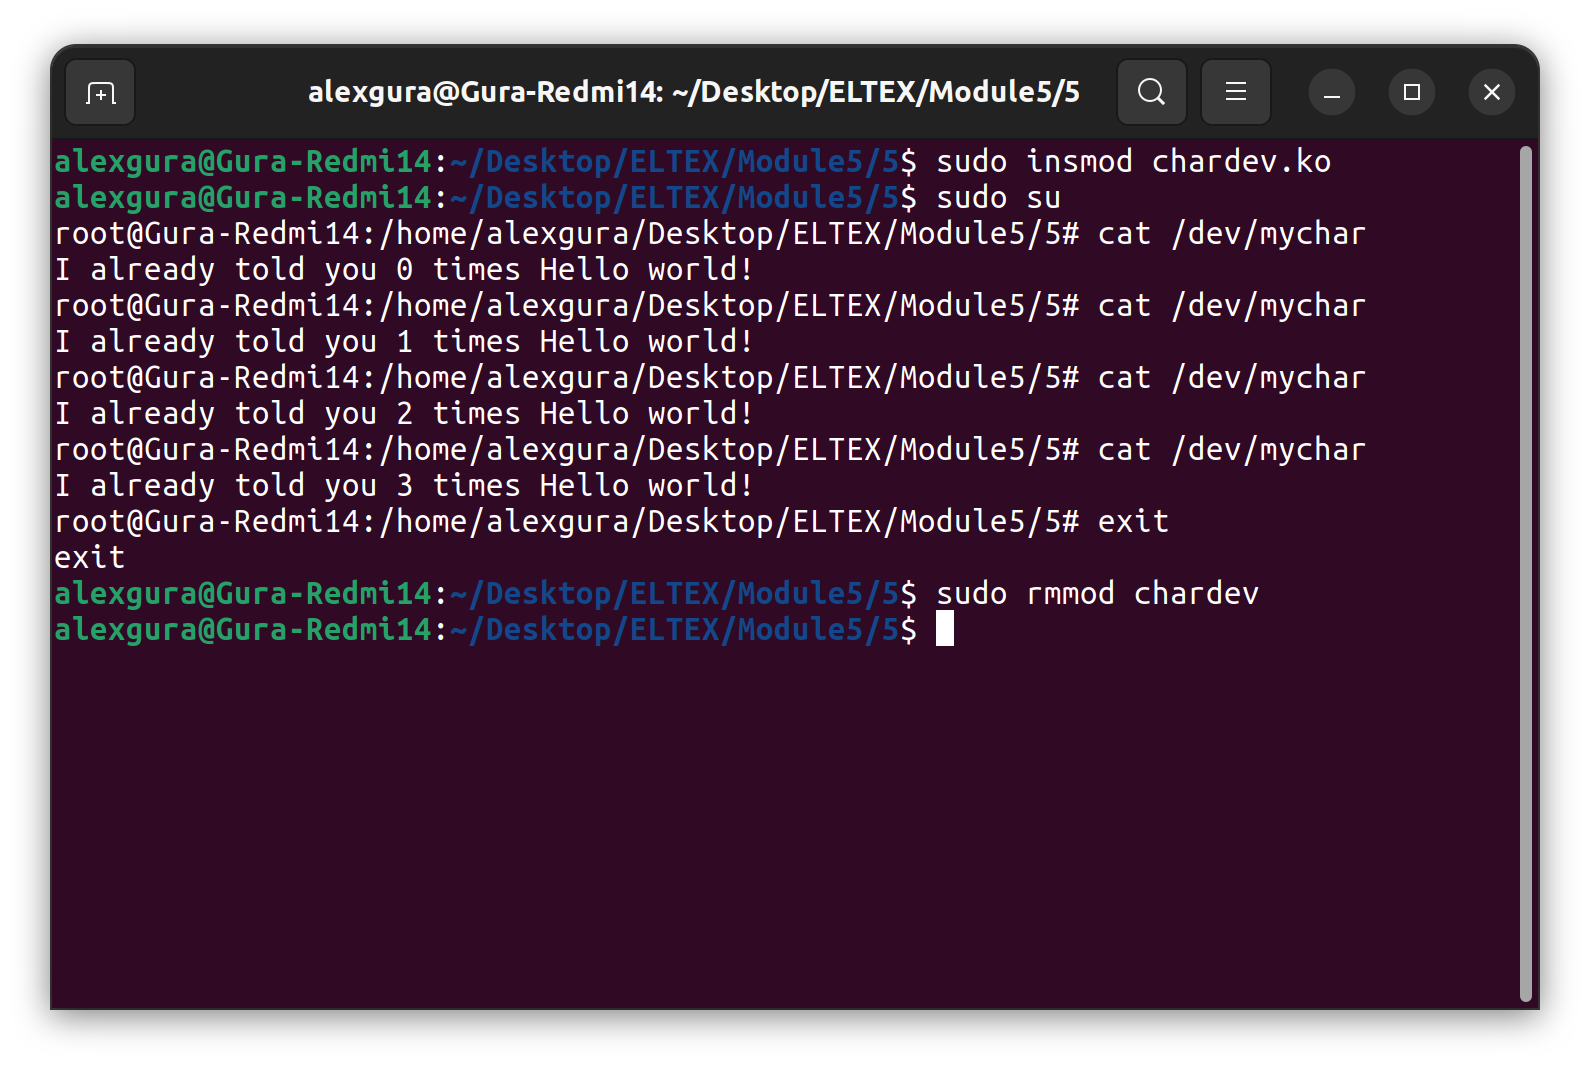 alexgura@Gura-Redmi14: ~/Desktop/ELTEX/Module5/5
alexgura@Gura-Redmi14:~/Desktop/ELTEX/Module5/5$ sudo insmod chardev.ko
alexgura@Gura-Redmi14:~/Desktop/ELTEX/Module5/5$ sudo su
root@Gura-Redmi14:/home/alexgura/Desktop/ELTEX/Module5/5# cat /dev/mychar
I already told you 0 times Hello world!
root@Gura-Redmi14:/home/alexgura/Desktop/ELTEX/Module5/5# cat /dev/mychar
I already told you 1 times Hello world!
root@Gura-Redmi14:/home/alexgura/Desktop/ELTEX/Module5/5# cat /dev/mychar
I already told you 2 times Hello world!
root@Gura-Redmi14:/home/alexgura/Desktop/ELTEX/Module5/5# cat /dev/mychar
I already told you 3 times Hello world!
root@Gura-Redmi14:/home/alexgura/Desktop/ELTEX/Module5/5# exit
exit
alexgura@Gura-Redmi14:~/Desktop/ELTEX/Module5/5$ sudo rmmod chardev
alexgura@Gura-Redmi14:~/Desktop/ELTEX/Module5/5$